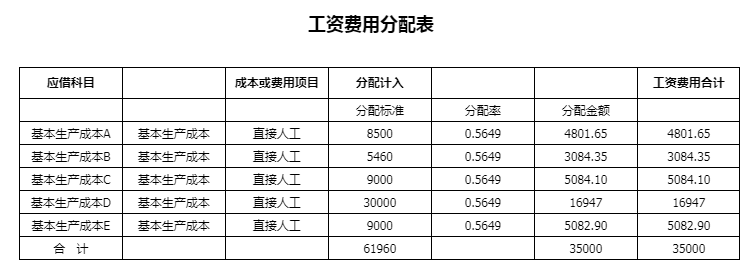 工资费用分配表
应借科目 成本或费用项目 分配计入 工资费用合计
分配标准 分配率 分配金额
基本生产成本A 基本生产成本 直接人工 8500 0.5649 4801.65 4801.65
基本生产成本B 基本生产成本 直接人工 5460 0.5649 3084.35 3084.35
基本生产成本C 基本生产成本 直接人工 9000 0.5649 5084.10 5084.10
基本生产成本D 基本生产成本 直接人工 30000 0.5649 16947 16947
基本生产成本E 基本生产成本 直接人工 9000 0.5649 5082.90 5082.90
合 计 61960 35000 35000